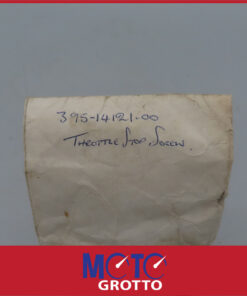 395-14121-00
THROTTLE STOP SCREW.
MOTO
GROTTO